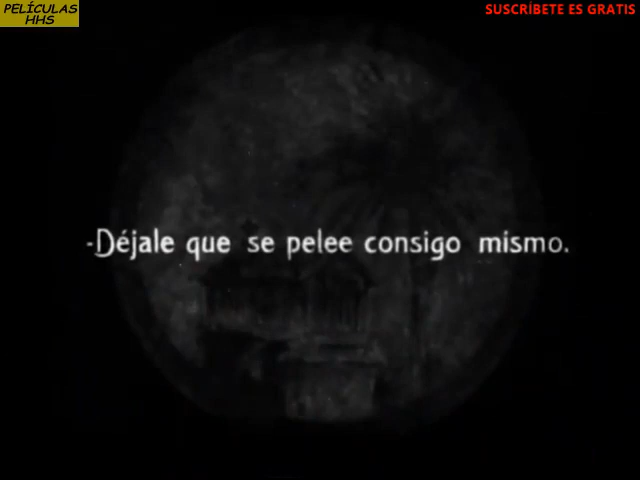 PELÍCULAS
HHS
SUSCRÍBETE ES GRATIS
-Déjale que se pelee consigo mismo.